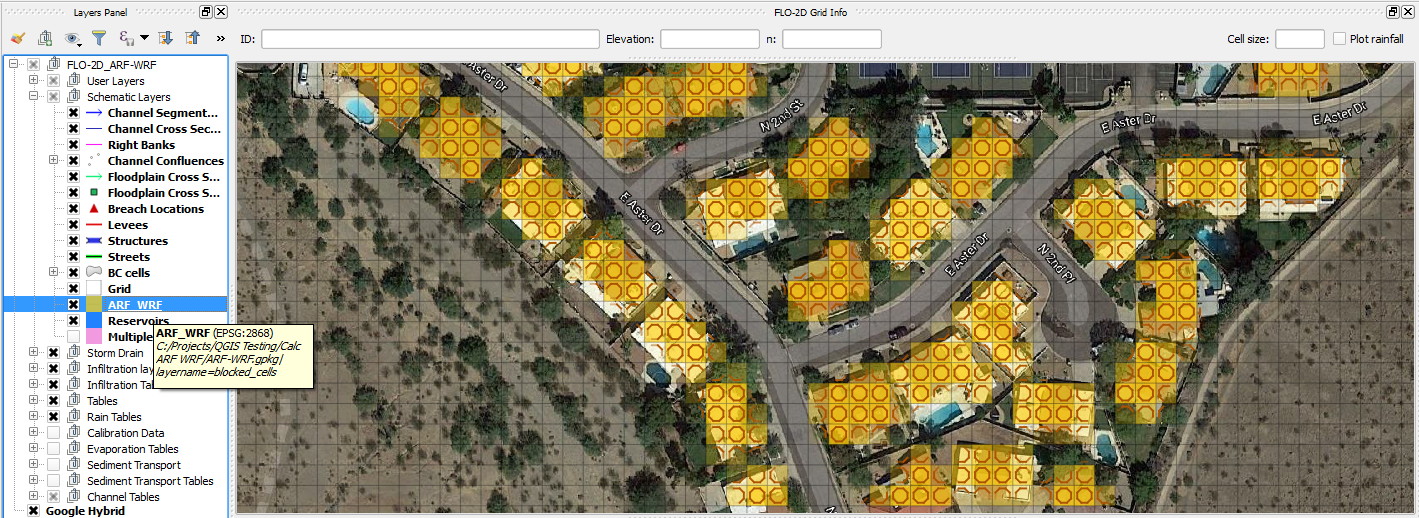 Layers Panel
FLO-2D Grid Info
»
ID:
Elevation:
n:
Cell size:
Plot rainfall
FLO-2D_ARF-WRF
User Layers
Schematic Layers
Channel Segment...
Channel Cross Sec...
Right Banks
Channel Confluences
Floodplain Cross S...
Floodplain Cross S...
Breach Locations
Levees
Structures
Streets
BC cells
Grid
ARF_WRF
Reservoirs
Multiple
Storm Drain
Infiltration lay
Infiltration Tab
Tables
Rain Tables
Calibration Data
Evaporation Tables
Sediment Transport
Sediment Transport Tables
Channel Tables
Google Hybrid
ARF_WRF (EPSG:2868)
C:/Projects/QGIS Testing/Calc
ARF WRF/ARF-WRF.gpkg|
layername=blocked_cells
E Aster Dr
N 2nd St
E Aster Dr
E Aster Dr
E Aster Dr
E Aster Dr
N 2nd Pl